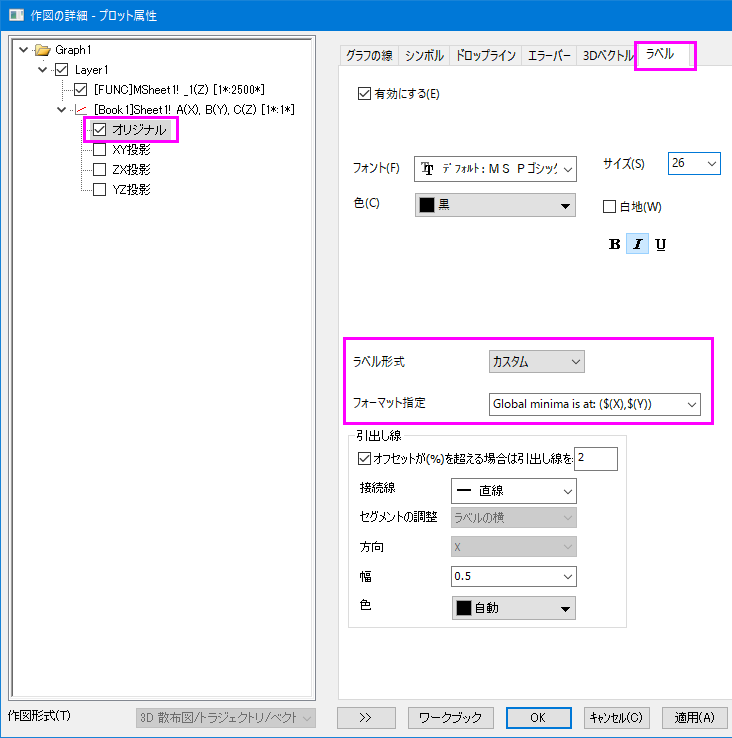 作図の詳細 - プロット属性
Graph1
Layer1
[FUNC]MSheet1! _1(Z) [1*:2500*]
[Book1]Sheet1! A(X), B(Y), C(Z) [1*:1*]
オリジナル
XY投影
ZX投影
YZ投影
グラフの線 シンボル ドロップライン エラーバー 3Dベクトル ラベル
有効にする(E)
フォント(F) デフォルト: MS Pゴシック サイズ(S) 26
色(C) 黒 白地(W)
B I U
ラベル形式 カスタム
フォーマット指定 Global minima is at: ($(X),$(Y))
引出し線
オフセットが(%)を超える場合は引出し線を: 2
接続線 直線
セグメントの調整 ラベルの横
方向 X
幅 0.5
色 自動
作図形式(T) 3D 散布図/トラジェクトリ/ベクト >> ワークブック OK キャンセル(C) 適用(A)